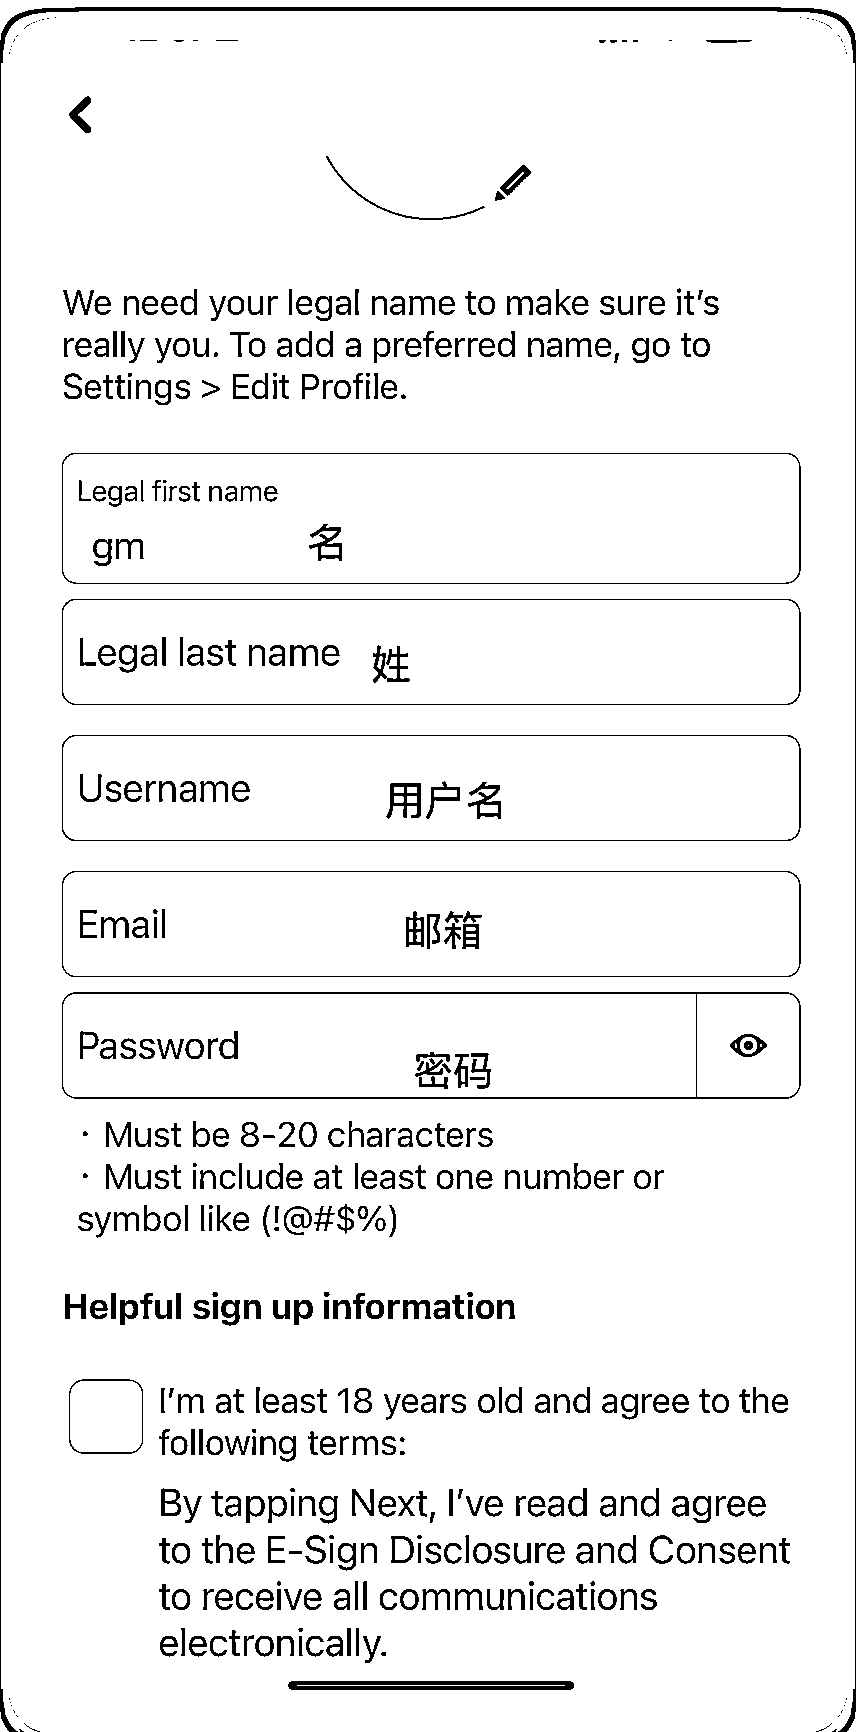 We need your legal name to make sure it’s
really you. To add a preferred name, go to
Settings > Edit Profile.
Legal first name
gm 名
Legal last name 姓
Username 用户名
Email 邮箱
Password 密码
· Must be 8-20 characters
· Must include at least one number or
symbol like (!@#$%)
Helpful sign up information
I’m at least 18 years old and agree to the
following terms:
By tapping Next, I’ve read and agree
to the E-Sign Disclosure and Consent
to receive all communications
electronically.